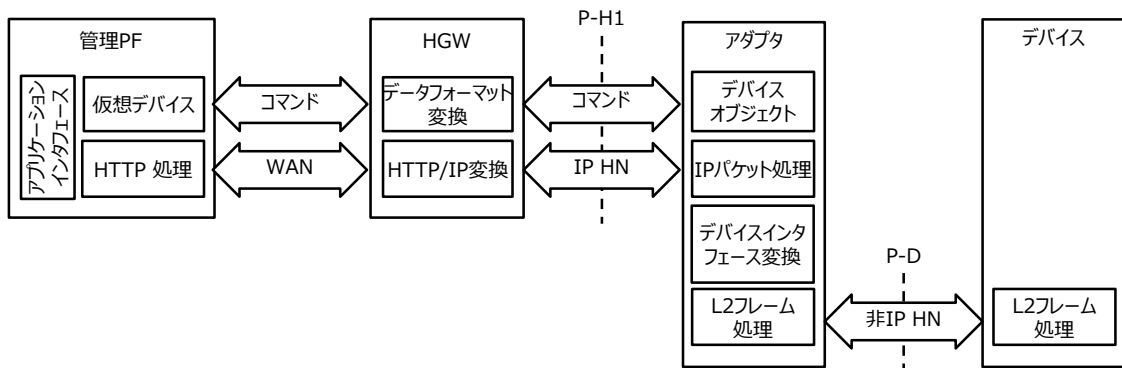 管理PF
アプリケーション
インタフェース
仮想デバイス
HTTP 処理
コマンド
WAN
HGW
データフォーマット
変換
HTTP/IP変換
P-H1
コマンド
IP HN
アダプタ
デバイス
オブジェクト
IPパケット処理
デバイスインタ
フェース変換
L2フレーム
処理
P-D
非IP HN
デバイス
L2フレーム
処理